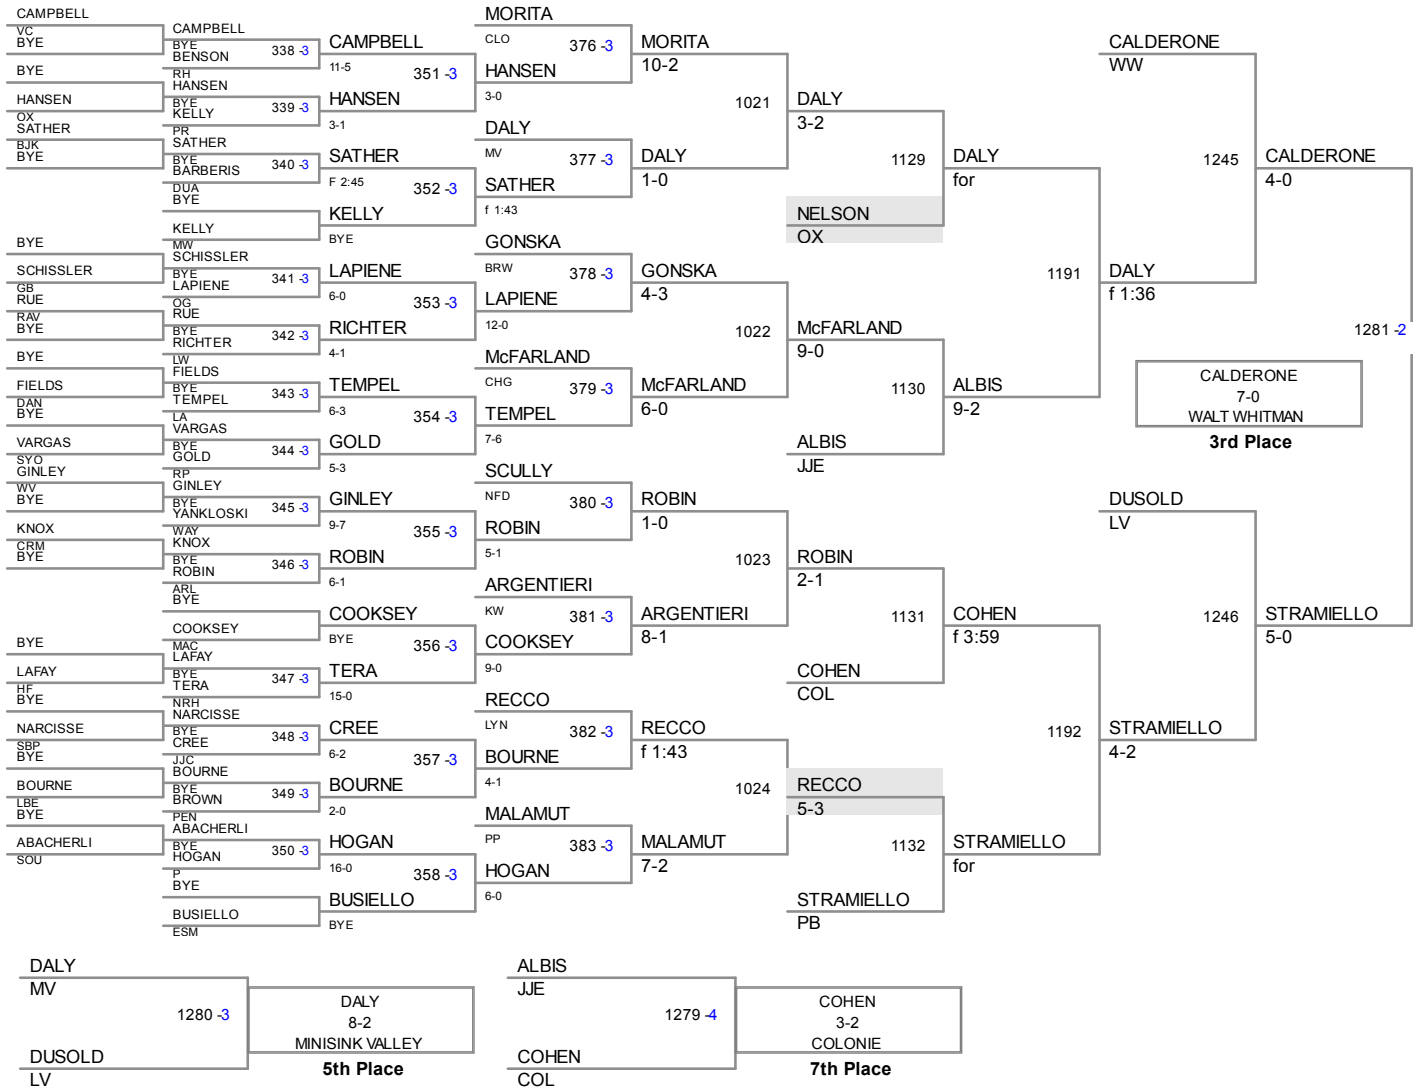 CAMPBELL
VC
BYE
BYE
HANSEN
OX
SATHER
BJK
BYE
BYE
SCHISSLER
GB
RUE
RAV
BYE
BYE
FIELDS
DAN
BYE
VARGAS
SYO
GINLEY
WV
BYE
KNOX
CRM
BYE
BYE
LAFAY
HF
BYE
NARCISSE
SBP
BYE
BOURNE
LBE
BYE
ABACHERLI
SOU
CAMPBELL
BYE
BENSON
338 -3
RH
HANSEN
BYE
KELLY
339 -3
PR
SATHER
BYE
BARBERIS
340 -3
DUA
BYE
KELLY
MW
SCHISSLER
BYE
LAPIENE
341 -3
OG
RUE
BYE
RICHTER
342 -3
LW
FIELDS
BYE
TEMPEL
343 -3
LA
VARGAS
BYE
GOLD
344 -3
RP
GINLEY
BYE
YANKLOSKI
345 -3
WAY
KNOX
BYE
ROBIN
346 -3
ARL
BYE
COOKSEY
MAC
LAFAY
BYE
TERA
347 -3
NRH
NARCISSE
BYE
CREE
348 -3
JJC
BOURNE
BYE
BROWN
349 -3
PEN
ABACHERLI
BYE
HOGAN
350 -3
P
BYE
BUSIELLO
ESM
CAMPBELL
11-5
351 -3
HANSEN
3-1
SATHER
F 2:45
352 -3
KELLY
BYE
LAPIENE
6-0
353 -3
RICHTER
4-1
TEMPEL
6-3
354 -3
GOLD
5-3
GINLEY
9-7
355 -3
ROBIN
6-1
COOKSEY
BYE
356 -3
TERA
15-0
CREE
6-2
357 -3
BOURNE
2-0
HOGAN
16-0
358 -3
BUSIELLO
BYE
MORITA
CLO
376 -3
HANSEN
3-0
DALY
MV
377 -3
SATHER
f 1:43
GONSKA
BRW
378 -3
LAPIENE
12-0
McFARLAND
CHG
379 -3
TEMPEL
7-6
SCULLY
NFD
380 -3
ROBIN
5-1
ARGENTIERI
KW
381 -3
COOKSEY
9-0
RECCO
LYN
382 -3
BOURNE
4-1
MALAMUT
PP
383 -3
HOGAN
6-0
MORITA
10-2
1021
DALY
1-0
GONSKA
4-3
1022
McFARLAND
6-0
ROBIN
1-0
1023
ARGENTIERI
8-1
RECCO
f 1:43
1024
MALAMUT
7-2
DALY
3-2
1129
NELSON
OX
McFARLAND
9-0
1130
ALBIS
JJE
ROBIN
2-1
1131
COHEN
COL
RECCO
5-3
1132
STRAMIELLO
PB
DALY
for
1191
ALBIS
9-2
COHEN
f 3:59
1192
STRAMIELLO
for
CALDERONE
WW
1245
DALY
f 1:36
DUSOLD
LV
1246
STRAMIELLO
4-2
CALDERONE
4-0
1281 -2
STRAMIELLO
5-0
CALDERONE
7-0
WALT WHITMAN
3rd Place
DALY
MV
1280 -3
DUSOLD
LV
DALY
8-2
MINISINK VALLEY
5th Place
ALBIS
JJE
1279 -4
COHEN
COL
COHEN
3-2
COLONIE
7th Place